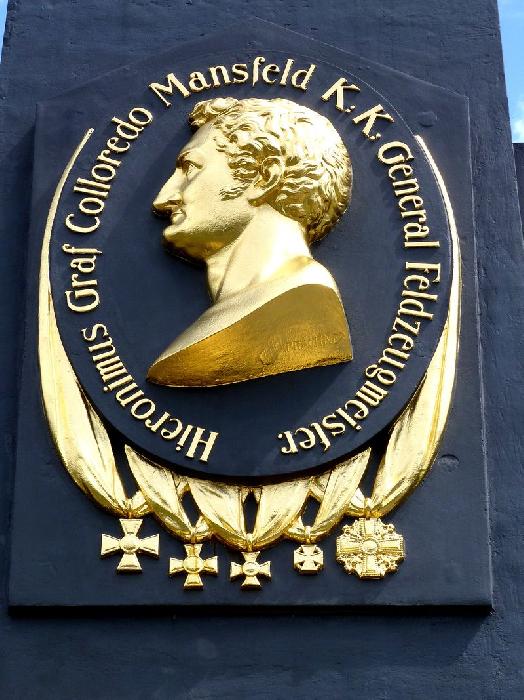 Hieronimus Graf Colloredo Mansfeld K. K. General Feldzeugmeister.